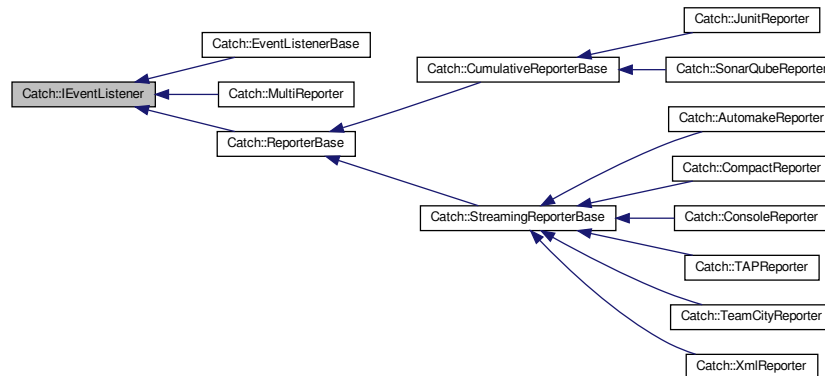 Catch::JunitReporter
Catch::EventListenerBase
Catch::CumulativeReporterBase
Catch::SonarQubeReporter
Catch::IEventListener
Catch::MultiReporter
Catch::AutomakeReporter
Catch::ReporterBase
Catch::CompactReporter
Catch::StreamingReporterBase
Catch::ConsoleReporter
Catch::TAPReporter
Catch::TeamCityReporter
Catch::XmlReporter